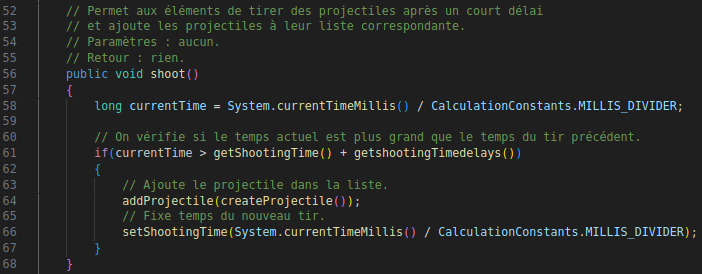 52 // Permet aux éléments de tirer des projectiles après un court délai
53 // et ajoute les projectiles à leur liste correspondante.
54 // Paramètres : aucun.
55 // Retour : rien.
56 public void shoot()
57 {
58 long currentTime = System.currentTimeMillis() / CalculationConstants.MILLIS_DIVIDER;
59
60 // On vérifie si le temps actuel est plus grand que le temps du tir précédent.
61 if(currentTime > getShootingTime() + getshootingTimedelays())
62 {
63 // Ajoute le projectile dans la liste.
64 addProjectile(createProjectile());
65 // Fixe temps du nouveau tir.
66 setShootingTime(System.currentTimeMillis() / CalculationConstants.MILLIS_DIVIDER);
67 }
68 }